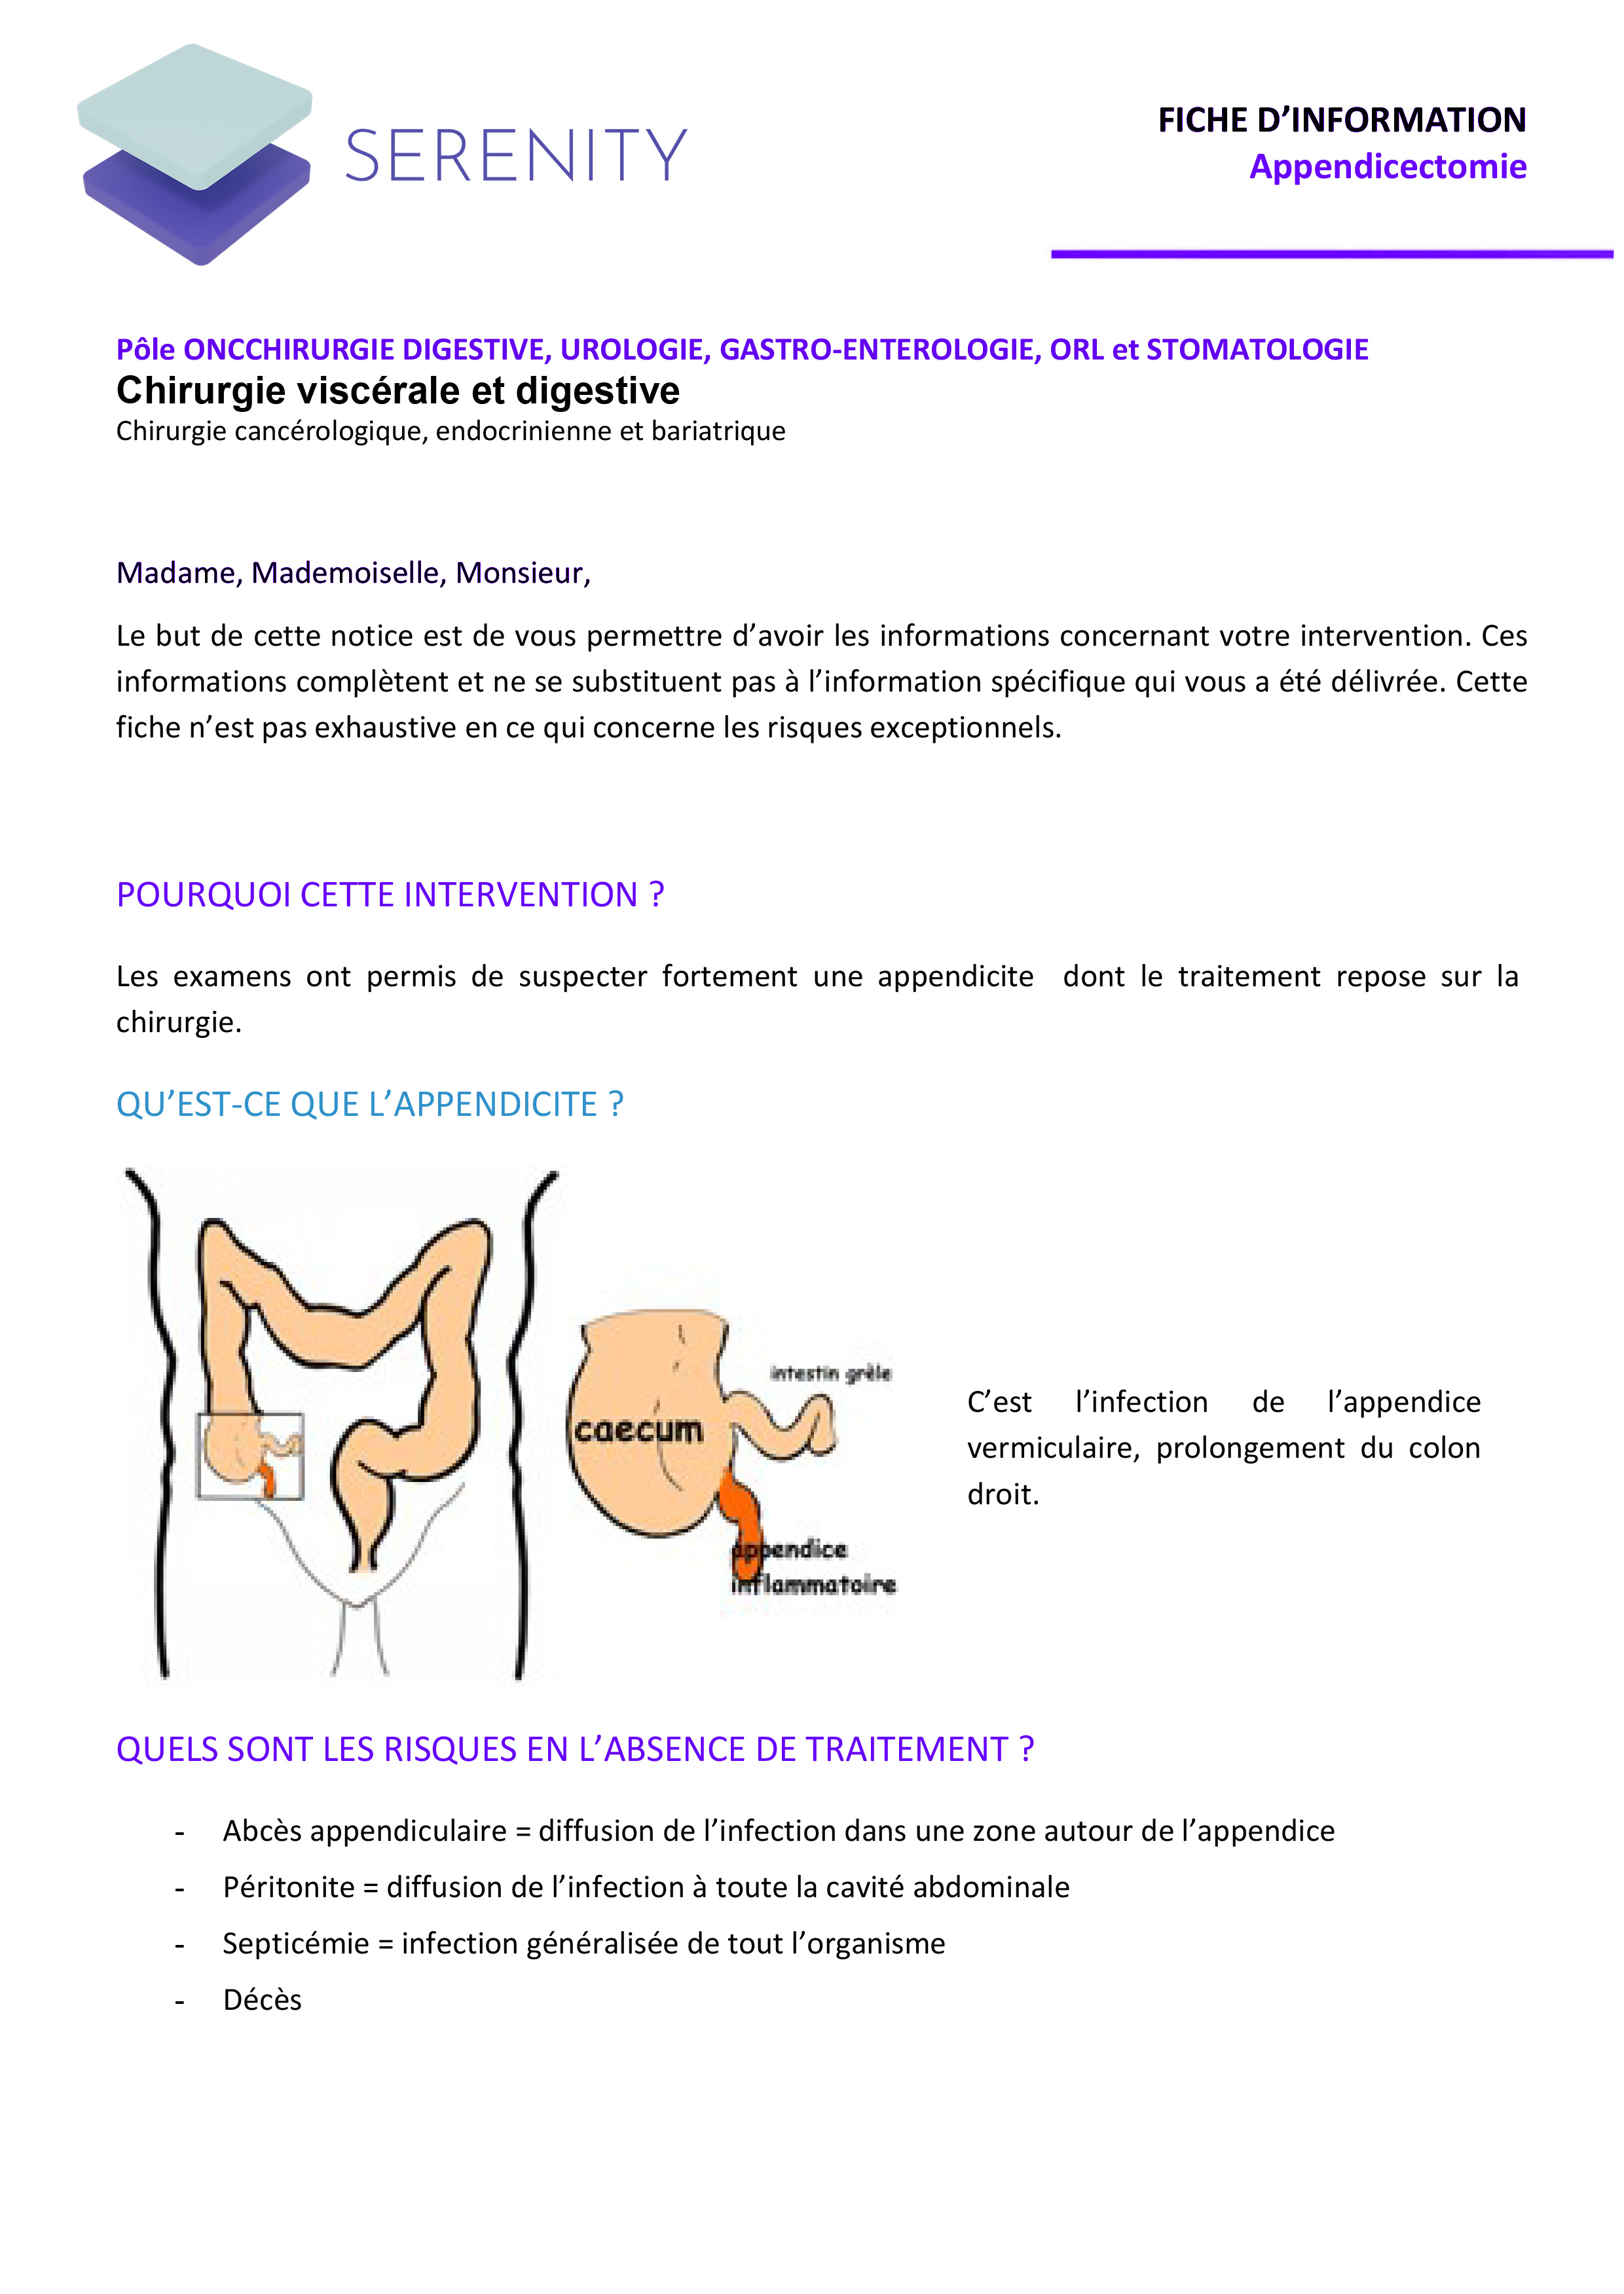 SERENITY
FICHE D’INFORMATION
Appendicectomie
Pôle ONCCHIRURGIE DIGESTIVE, UROLOGIE, GASTRO-ENTEROLOGIE, ORL et STOMATOLOGIE
Chirurgie viscérale et digestive
Chirurgie cancérologique, endocrinienne et bariatrique
Madame, Mademoiselle, Monsieur,
Le but de cette notice est de vous permettre d’avoir les informations concernant votre intervention. Ces
informations complètent et ne se substituent pas à l’information spécifique qui vous a été délivrée. Cette
fiche n’est pas exhaustive en ce qui concerne les risques exceptionnels.
POURQUOI CETTE INTERVENTION ?
Les examens ont permis de suspecter fortement une appendicite dont le traitement repose sur la
chirurgie.
QU’EST-CE QUE L’APPENDICITE ?
intestin grêle
caecum
appendice
inflammatoire
C’est l’infection de l’appendice
vermiculaire, prolongement du colon
droit.
QUELS SONT LES RISQUES EN L’ABSENCE DE TRAITEMENT ?
- Abcès appendiculaire = diffusion de l’infection dans une zone autour de l’appendice
- Péritonite = diffusion de l’infection à toute la cavité abdominale
- Septicémie = infection généralisée de tout l’organisme
- Décès